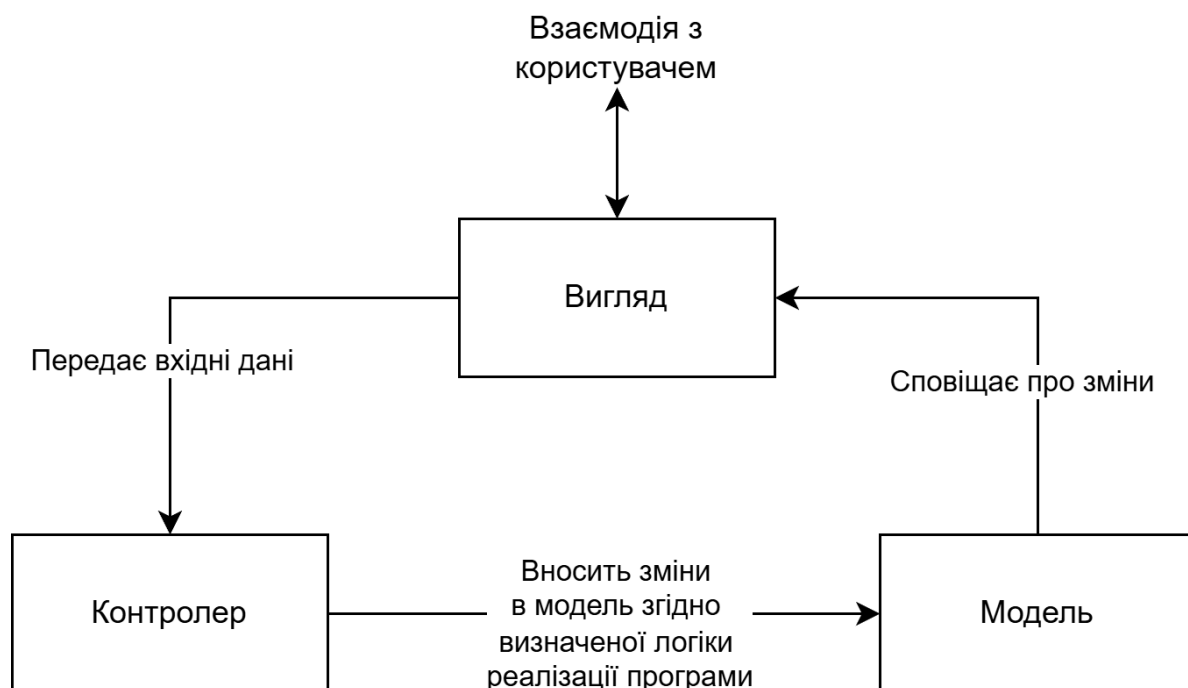 Взаємодія з
користувачем
Вигляд
Передає вхідні дані
Сповіщає про зміни
Контролер
Вносить зміни
в модель згідно
визначеної логіки
реалізації програми
Модель